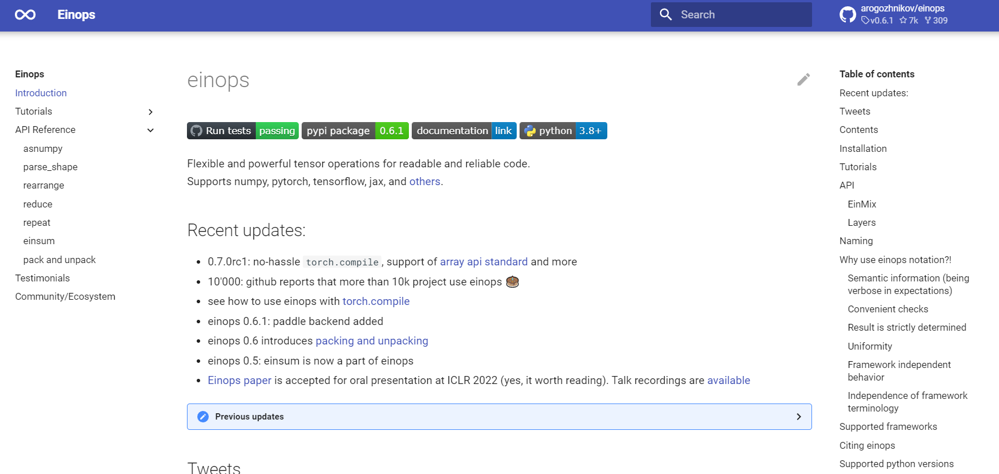 Einops
Search
arogozhnikov/einops
v0.6.1 7k 309
Einops
Introduction
Tutorials
API Reference
asnumpy
parse_shape
rearrange
reduce
repeat
einsum
pack and unpack
Testimonials
Community/Ecosystem
einops
Run tests passing pypi package 0.6.1 documentation link python 3.8+
Flexible and powerful tensor operations for readable and reliable code.
Supports numpy, pytorch, tensorflow, jax, and others.
Recent updates:
0.7.0rc1: no-hassle torch.compile, support of array api standard and more
10'000: github reports that more than 10k project use einops
see how to use einops with torch.compile
einops 0.6.1: paddle backend added
einops 0.6 introduces packing and unpacking
einops 0.5: einsum is now a part of einops
Einops paper is accepted for oral presentation at ICLR 2022 (yes, it worth reading). Talk recordings are available
Previous updates
Tweets
Table of contents
Recent updates:
Tweets
Contents
Installation
Tutorials
API
EinMix
Layers
Naming
Why use einops notation?!
Semantic information (being
verbose in expectations)
Convenient checks
Result is strictly determined
Uniformity
Framework independent
behavior
Independence of framework
terminology
Supported frameworks
Citing einops
Supported python versions